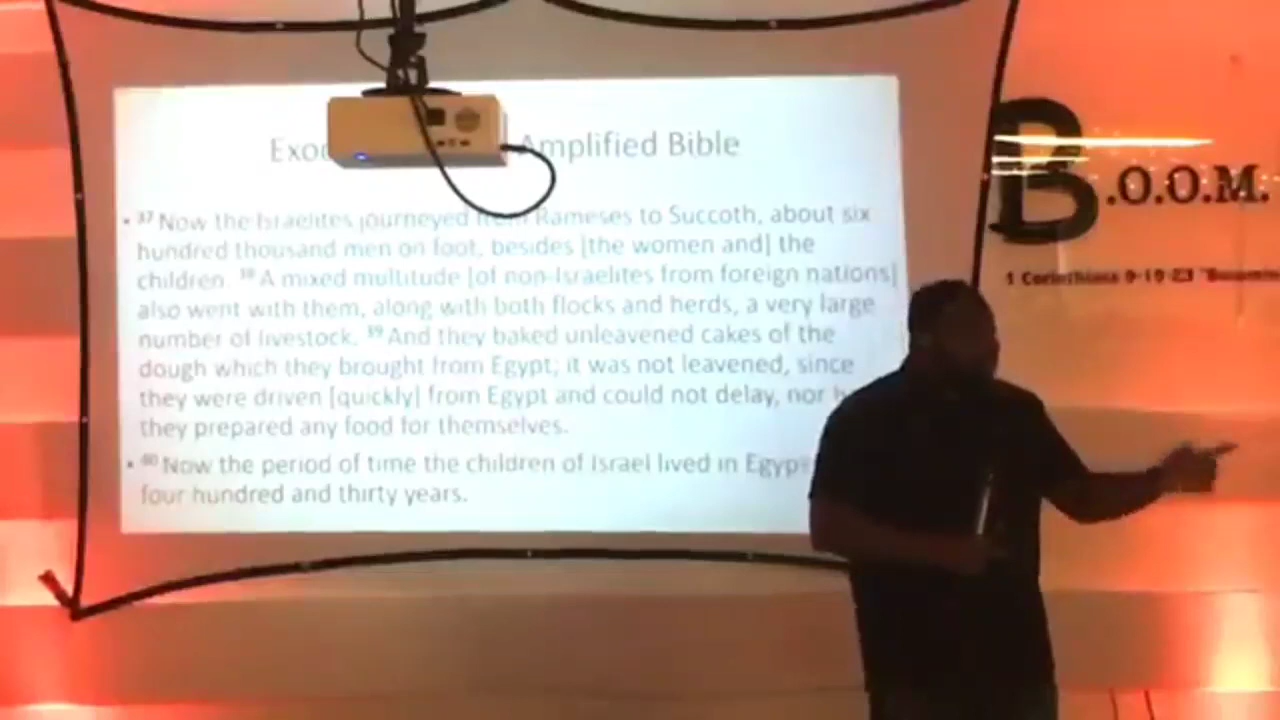 Exo Amplified Bible
• 37 Now the Israelites journeyed from Rameses to Succoth, about six
hundred thousand men on foot, besides [the women and] the
children. 38 A mixed multitude [of non-Israelites from foreign nations]
also went with them, along with both flocks and herds, a very large
number of livestock. 39 And they baked unleavened cakes of the
dough which they brought from Egypt; it was not leavened, since
they were driven [quickly] from Egypt and could not delay, nor
they prepared any food for themselves.
• 40 Now the period of time the children of Israel lived in Egypt
four hundred and thirty years.
B.O.O.M.
1 Corinthians 9-19-23